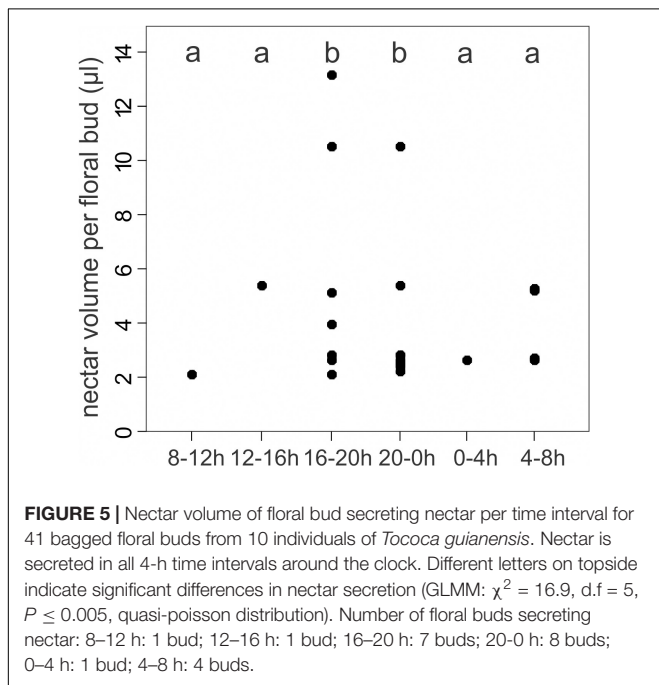 a a b b a a
14
12
10
8
6
4
2
0
nectar volume per floral bud (µl)
8-12h 12-16h 16-20h 20-0h 0-4h 4-8h
FIGURE 5 | Nectar volume of floral bud secreting nectar per time interval for
41 bagged floral buds from 10 individuals of Tococa guianensis. Nectar is
secreted in all 4-h time intervals around the clock. Different letters on topside
indicate significant differences in nectar secretion (GLMM: χ² = 16.9, d.f = 5,
P ≤ 0.005, quasi-poisson distribution). Number of floral buds secreting
nectar: 8–12 h: 1 bud; 12–16 h: 1 bud; 16–20 h: 7 buds; 20-0 h: 8 buds;
0–4 h: 1 bud; 4–8 h: 4 buds.